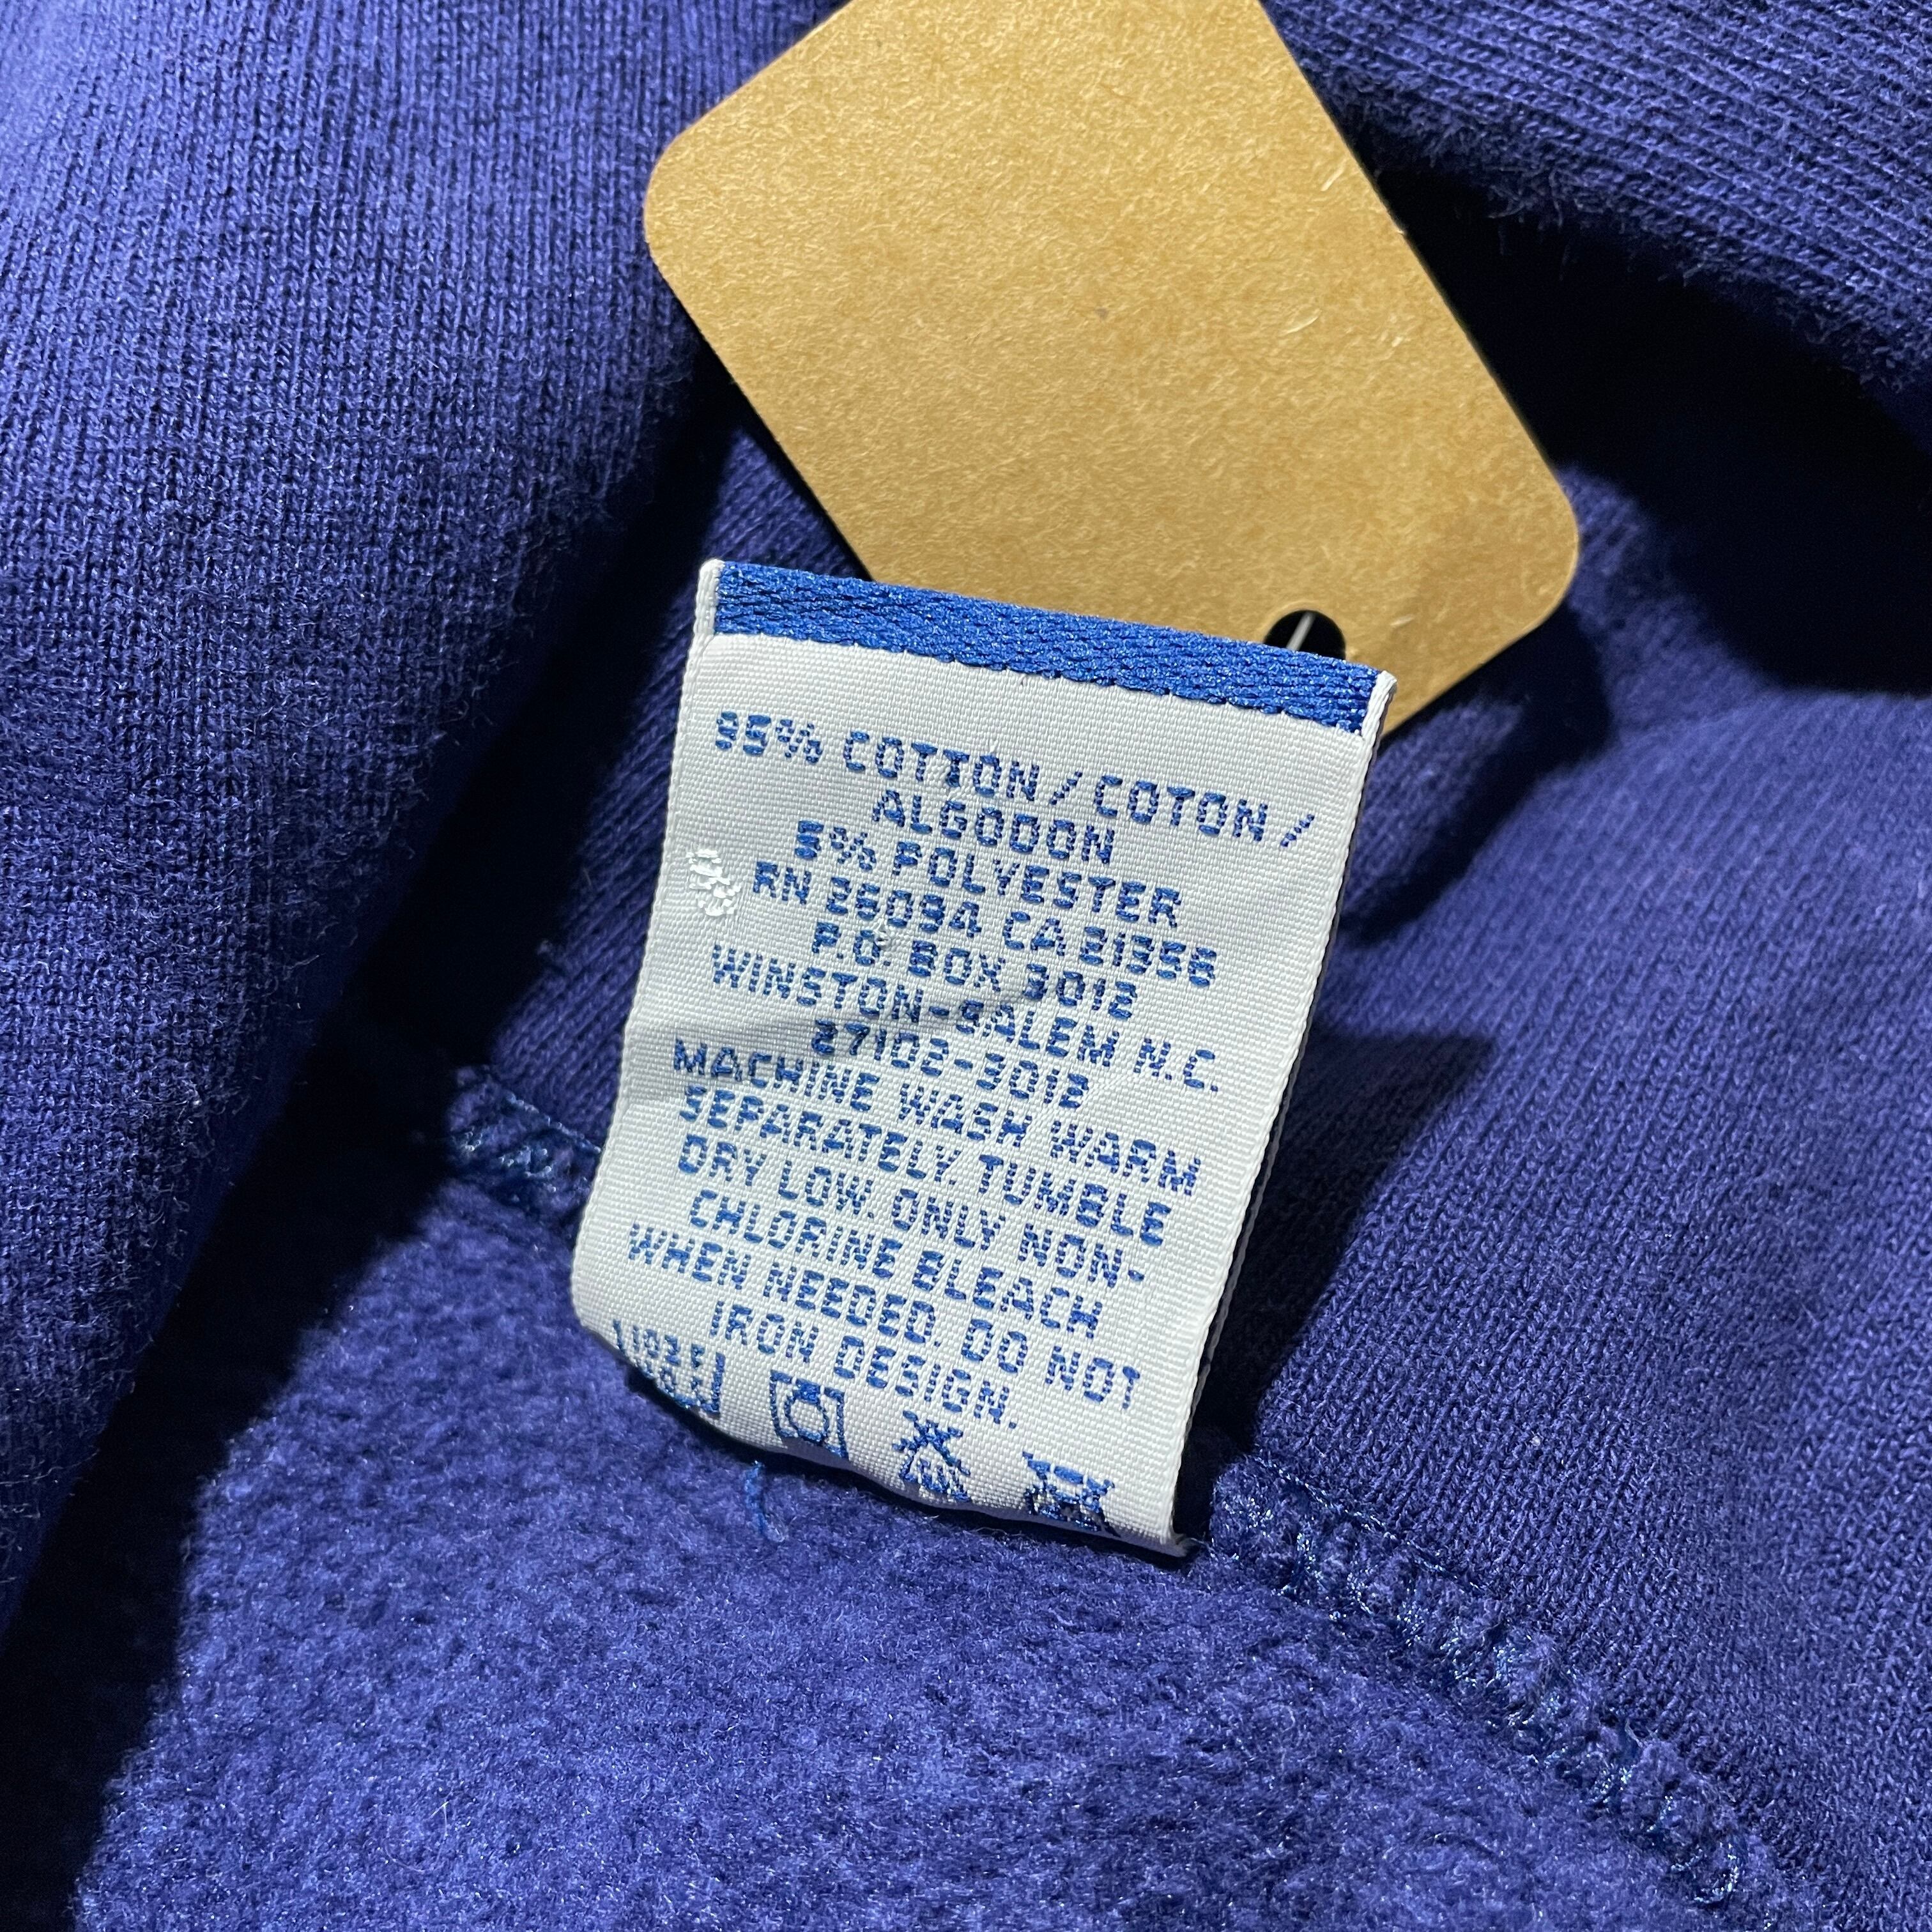 95% COTTON / COTON /
ALGODON
5% POLYESTER
RN 26094 CA 21356
P.O. BOX 3012
WINSTON-SALEM N.C.
27102-3012
MACHINE WASH WARM
SEPARATELY. TUMBLE
DRY LOW. ONLY NON-
CHLORINE BLEACH
WHEN NEEDED. DO NOT
IRON DESIGN.